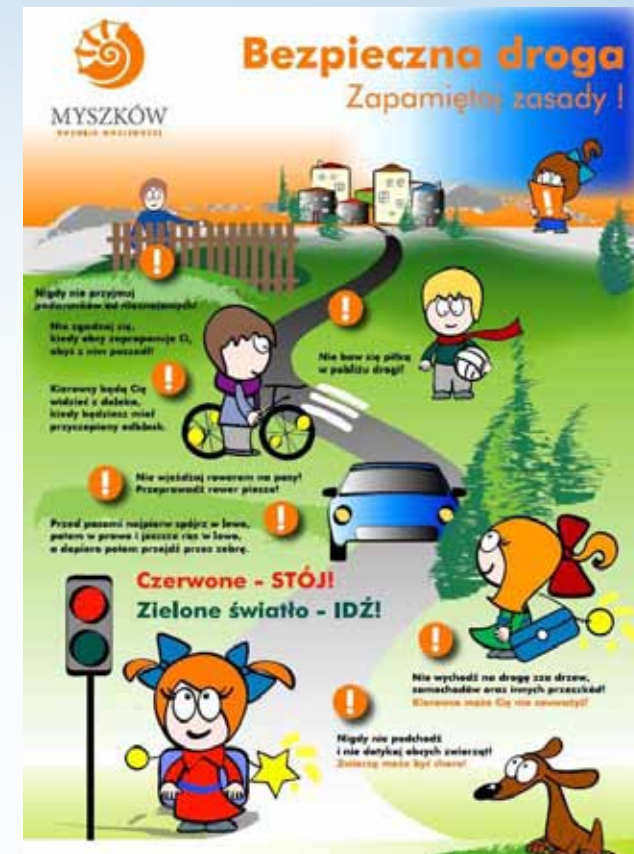 MYSZKÓW
Bezpieczna droga
Zapamiętaj zasady !
Nigdy nie przyjmuj
podarunków od nieznajomych!
Nie zgadzaj się,
kiedy obcy zaproponuje Ci,
abyś z nim poszedł!
Nie baw się piłką
w pobliżu drogi!
Kierowcy będą Cię
widzieć z daleka,
kiedy będziesz miał
przyczepiony odblask.
Nie wjeżdżaj rowerem na pasy!
Przeprowadź rower pieszo!
Przed pasami najpierw spójrz w lewo,
potem w prawo i jeszcze raz w lewo,
a dopiero potem przejdź przez zebrę.
Czerwone - STÓJ!
Zielone światło - IDŹ!
Nie wychodź na drogę zza drzew,
samochodów oraz innych przeszkód!
Kierowca może Cię nie zauważyć!
Nigdy nie podchodź
i nie dotykaj obcych zwierząt!
Zwierzę może być chore!